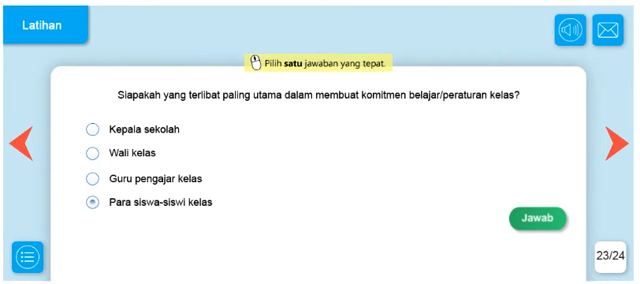 Latihan
Pilih satu jawaban yang tepat.
Siapakah yang terlibat paling utama dalam membuat komitmen belajar/peraturan kelas?
Kepala sekolah
Wali kelas
Guru pengajar kelas
Para siswa-siswi kelas
Jawab
23/24